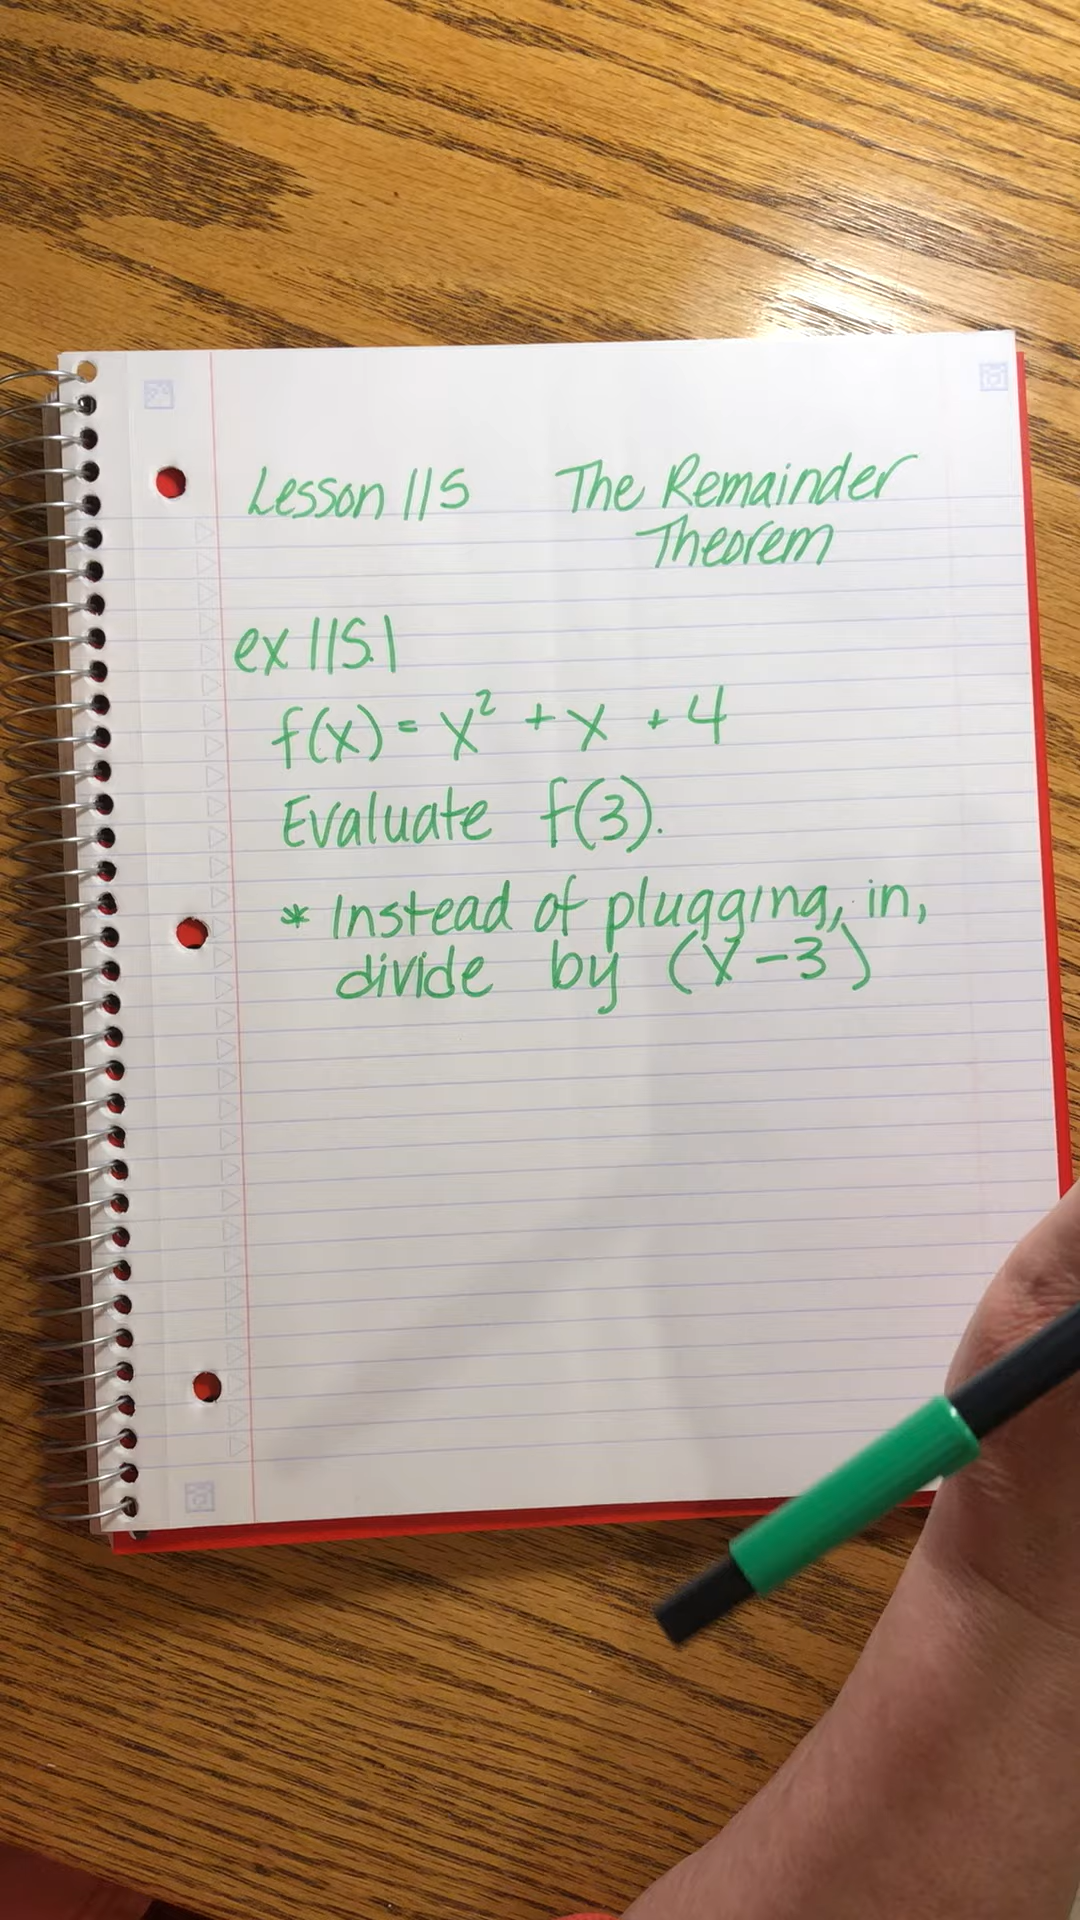 Lesson 115 The Remainder
Theorem
ex 115.1
f(x) = x² + x + 4
Evaluate f(3).
* Instead of plugging, in,
divide by (x-3)